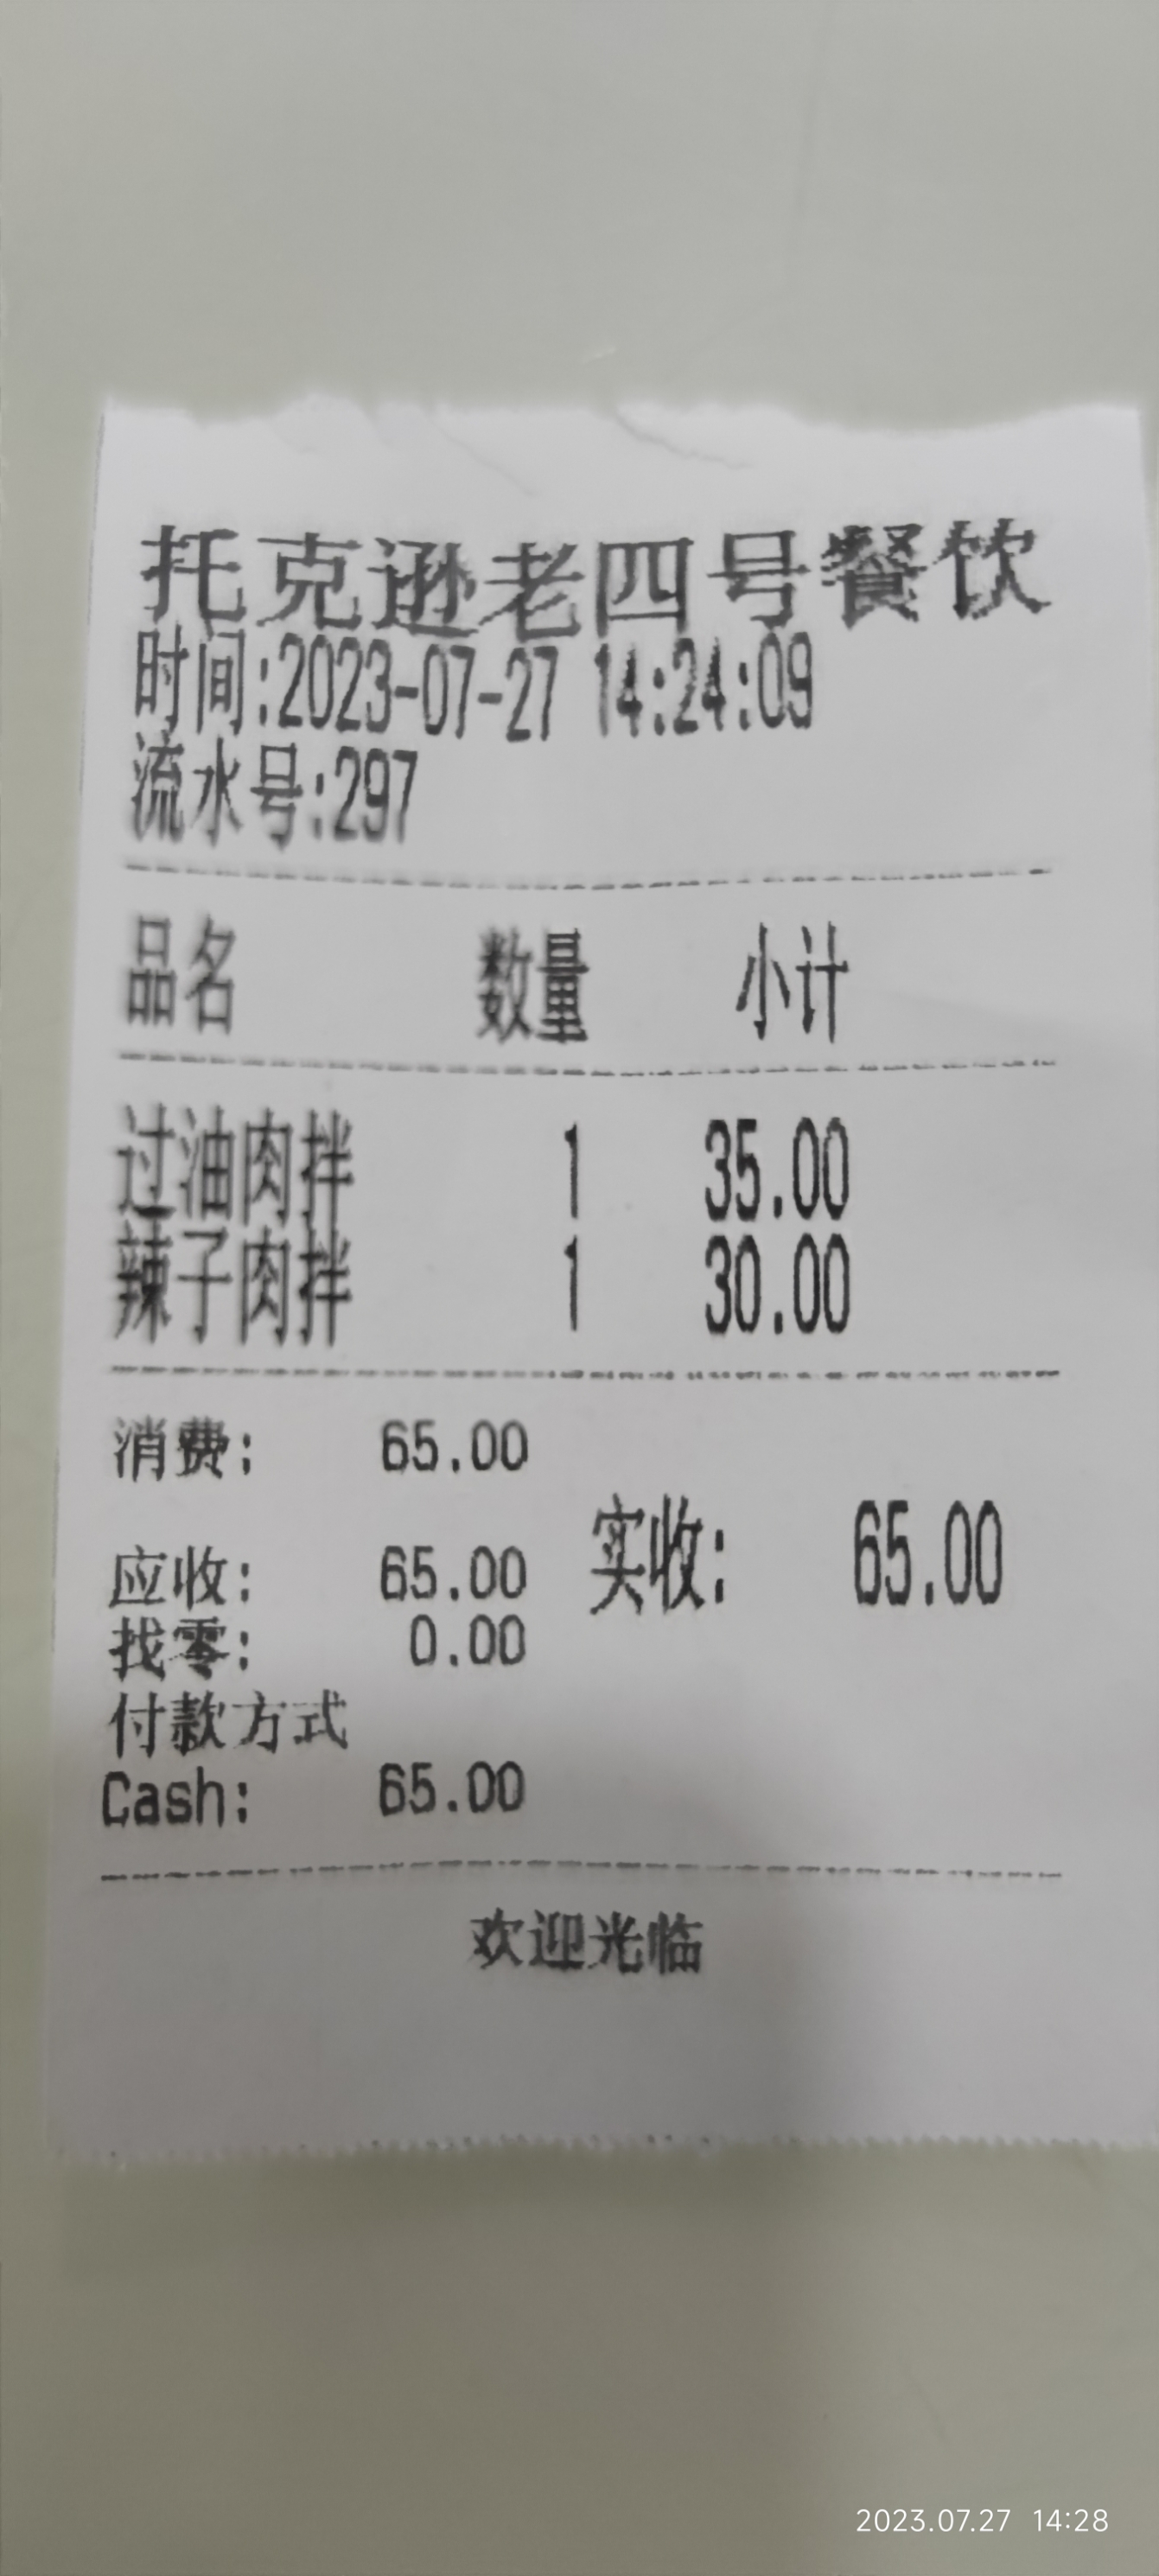 托克逊老四号餐饮
时间:2023-07-27 14:24:09
流水号:297
品名 数量 小计
过油肉拌 1 35.00
辣子肉拌 1 30.00
消费: 65.00
应收: 65.00 实收: 65.00
找零: 0.00
付款方式
Cash: 65.00
欢迎光临
2023.07.27 14:28